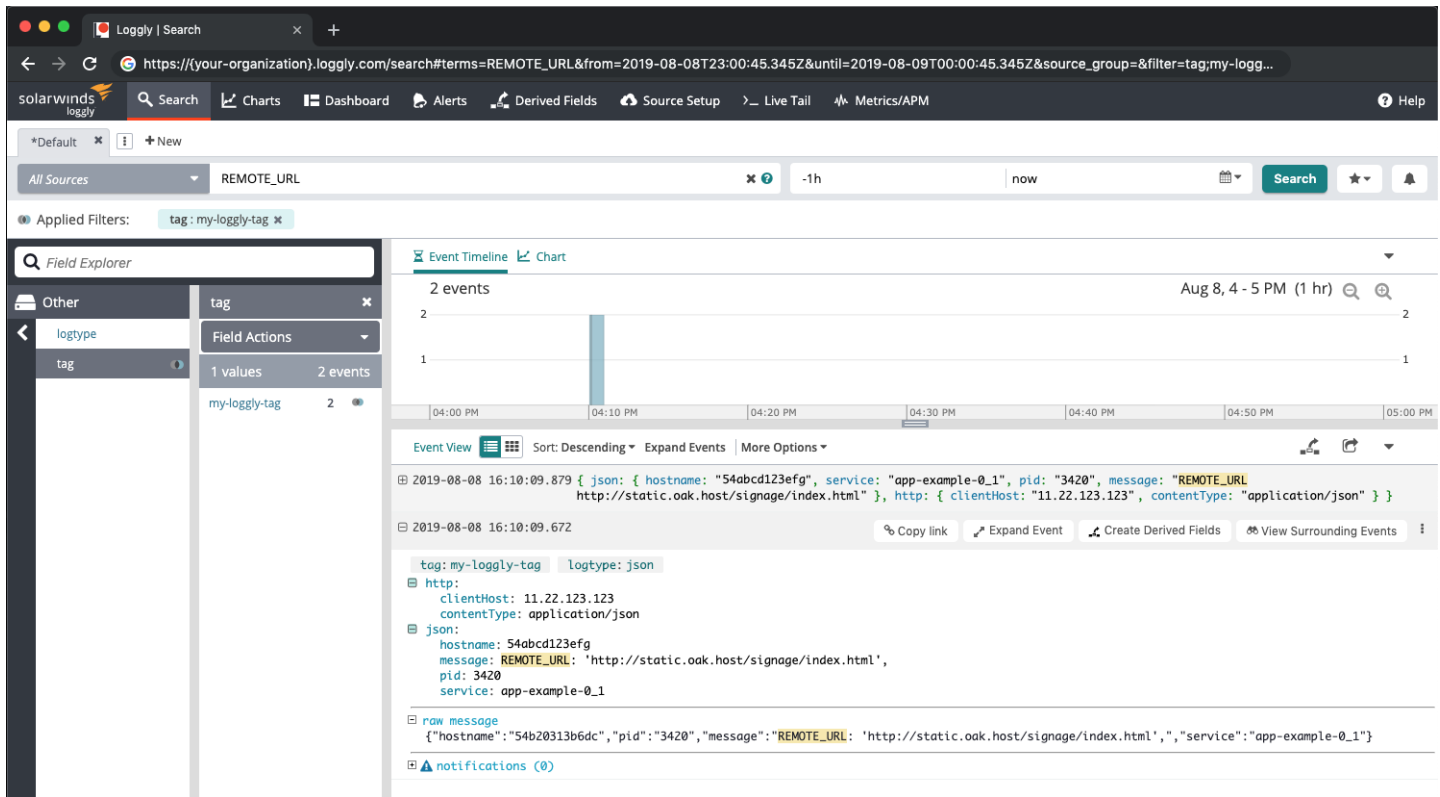 Loggly | Search
https://{your-organization}.loggly.com/search#terms=REMOTE_URL&from=2019-08-08T23:00:45.345Z&until=2019-08-09T00:00:45.345Z&source_group=&filter=tag;my-logg...
solarwinds loggly Search Charts Dashboard Alerts Derived Fields Source Setup >_ Live Tail Metrics/APM Help
*Default + New
All Sources REMOTE_URL -1h now Search
Applied Filters: tag : my-loggly-tag
Field Explorer
Event Timeline Chart
Other tag
2 events Aug 8, 4 - 5 PM (1 hr)
2 2
logtype Field Actions
1 1
tag 1 values 2 events
my-loggly-tag 2
04:00 PM 04:10 PM 04:20 PM 04:30 PM 04:40 PM 04:50 PM 05:00 PM
Event View Sort: Descending Expand Events More Options
2019-08-08 16:10:09.879 { json: { hostname: "54abcd123efg", service: "app-example-0_1", pid: "3420", message: "REMOTE_URL
http://static.oak.host/signage/index.html" }, http: { clientHost: "11.22.123.123" , contentType: "application/json" } }
2019-08-08 16:10:09.672 Copy link Expand Event Create Derived Fields View Surrounding Events
tag: my-loggly-tag logtype: json
http:
clientHost: 11.22.123.123
contentType: application/json
json:
hostname: 54abcd123efg
message: REMOTE_URL: 'http://static.oak.host/signage/index.html',
pid: 3420
service: app-example-0_1
raw message
{"hostname":"54b20313b6dc","pid":"3420","message":"REMOTE_URL: 'http://static.oak.host/signage/index.html',","service":"app-example-0_1"}
notifications (0)